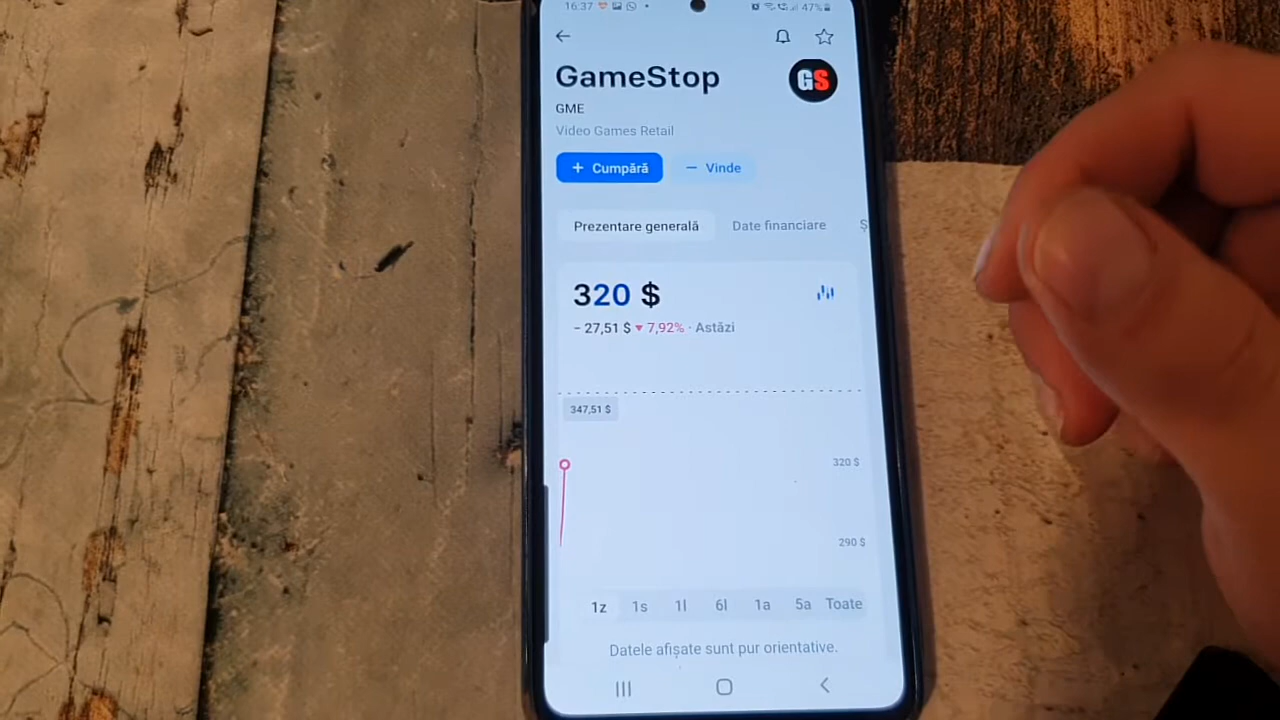 16:37 47%
GameStop
GS
GME
Video Games Retail
+ Cumpără − Vinde
Prezentare generală Date financiare Ș
320 $
− 27,51 $ ▼ 7,92% · Astăzi
347,51 $
320 $
290 $
1z 1s 1l 6l 1a 5a Toate
Datele afișate sunt pur orientative.